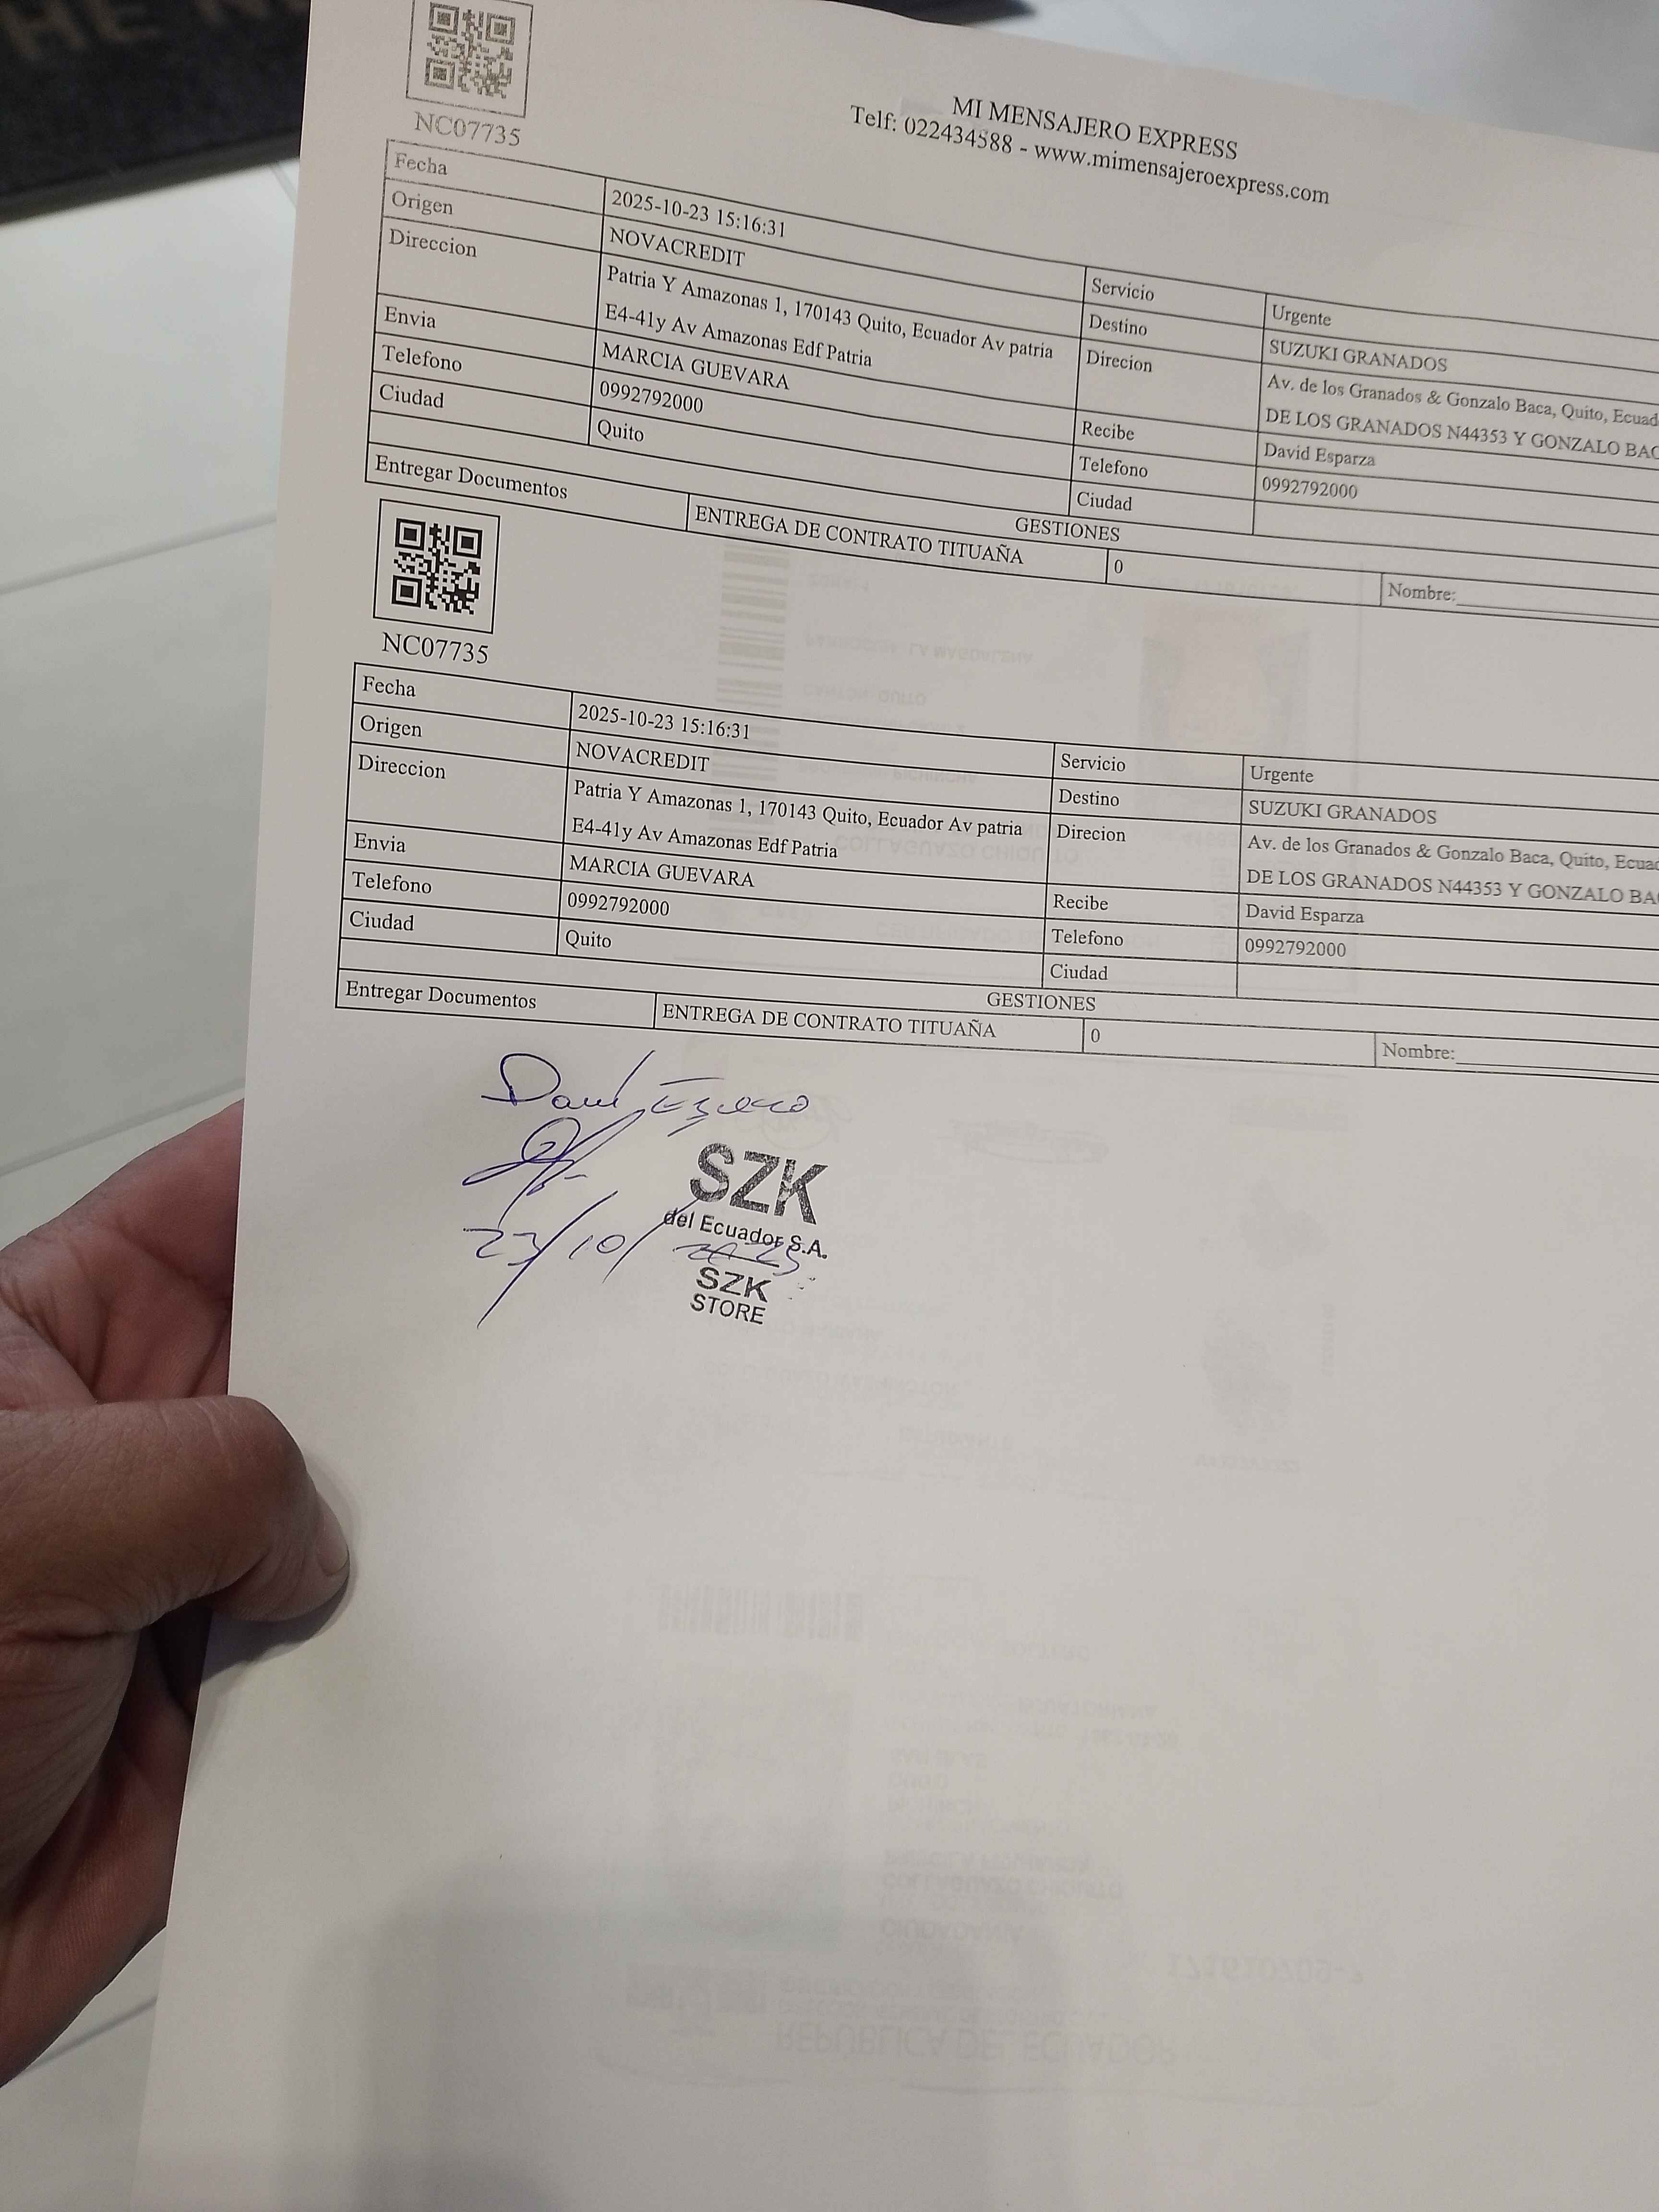 NC07735
MI MENSAJERO EXPRESS
Telf: 022434588 - www.mimensajeroexpress.com
Fecha 2025-10-23 15:16:31 Servicio Urgente
Origen NOVACREDIT Destino SUZUKI GRANADOS
Direccion Patria Y Amazonas 1, 170143 Quito, Ecuador Av patria Direcion Av. de los Granados & Gonzalo Baca, Quito, Ecuad
E4-41y Av Amazonas Edf Patria DE LOS GRANADOS N44353 Y GONZALO BAC
Envia MARCIA GUEVARA Recibe David Esparza
Telefono 0992792000 Telefono 0992792000
Ciudad Quito Ciudad
GESTIONES
Entregar Documentos ENTREGA DE CONTRATO TITUAÑA 0 Nombre:
NC07735
Fecha 2025-10-23 15:16:31 Servicio Urgente
Origen NOVACREDIT Destino SUZUKI GRANADOS
Direccion Patria Y Amazonas 1, 170143 Quito, Ecuador Av patria Direcion Av. de los Granados & Gonzalo Baca, Quito, Ecuad
E4-41y Av Amazonas Edf Patria DE LOS GRANADOS N44353 Y GONZALO BA
Envia MARCIA GUEVARA Recibe David Esparza
Telefono 0992792000 Telefono 0992792000
Ciudad Quito Ciudad
GESTIONES
Entregar Documentos ENTREGA DE CONTRATO TITUAÑA 0 Nombre:
SZK
del Ecuador S.A.
23/10/2025
SZK
STORE